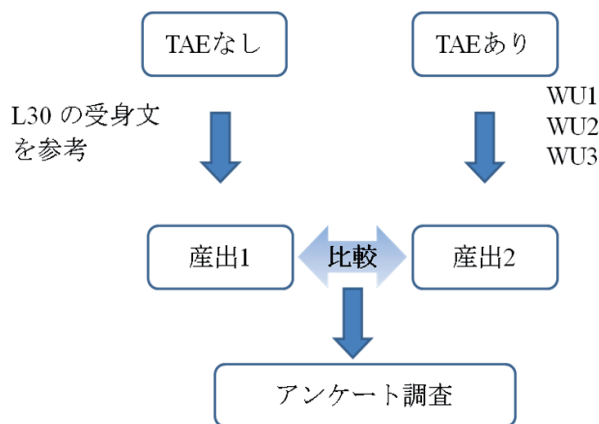 TAEなし
TAEあり
L30 の受身文
を参考
WU1
WU2
WU3
産出1
比較
産出2
アンケート調査